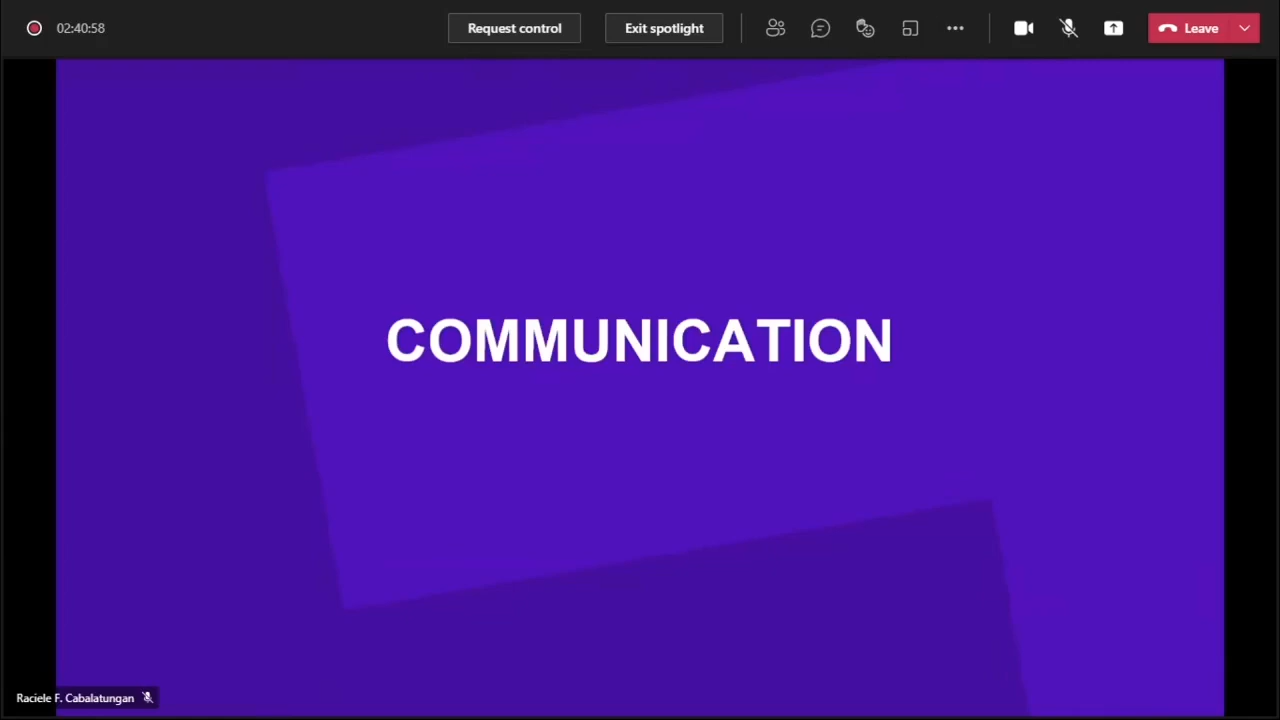 02:40:58
Request control
Exit spotlight
Leave
COMMUNICATION
Raciele F. Cabalatungan